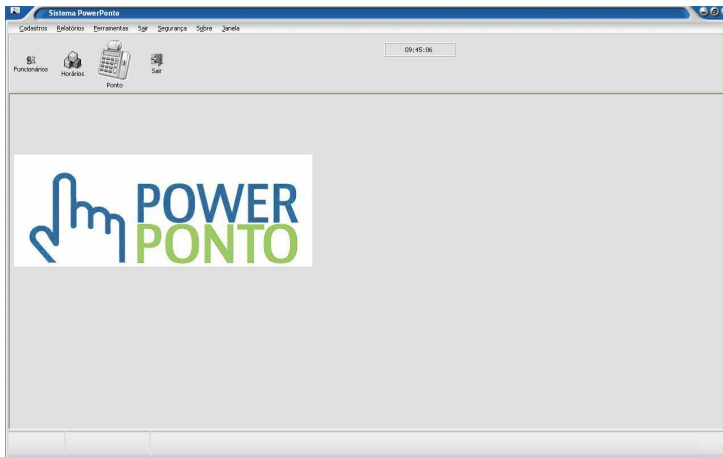 Sistema PowerPonto
Cadastros Relatórios Ferramentas Sair Segurança Sobre Janela
09:45:06
Funcionários Horários Ponto Sair
POWER
PONTO